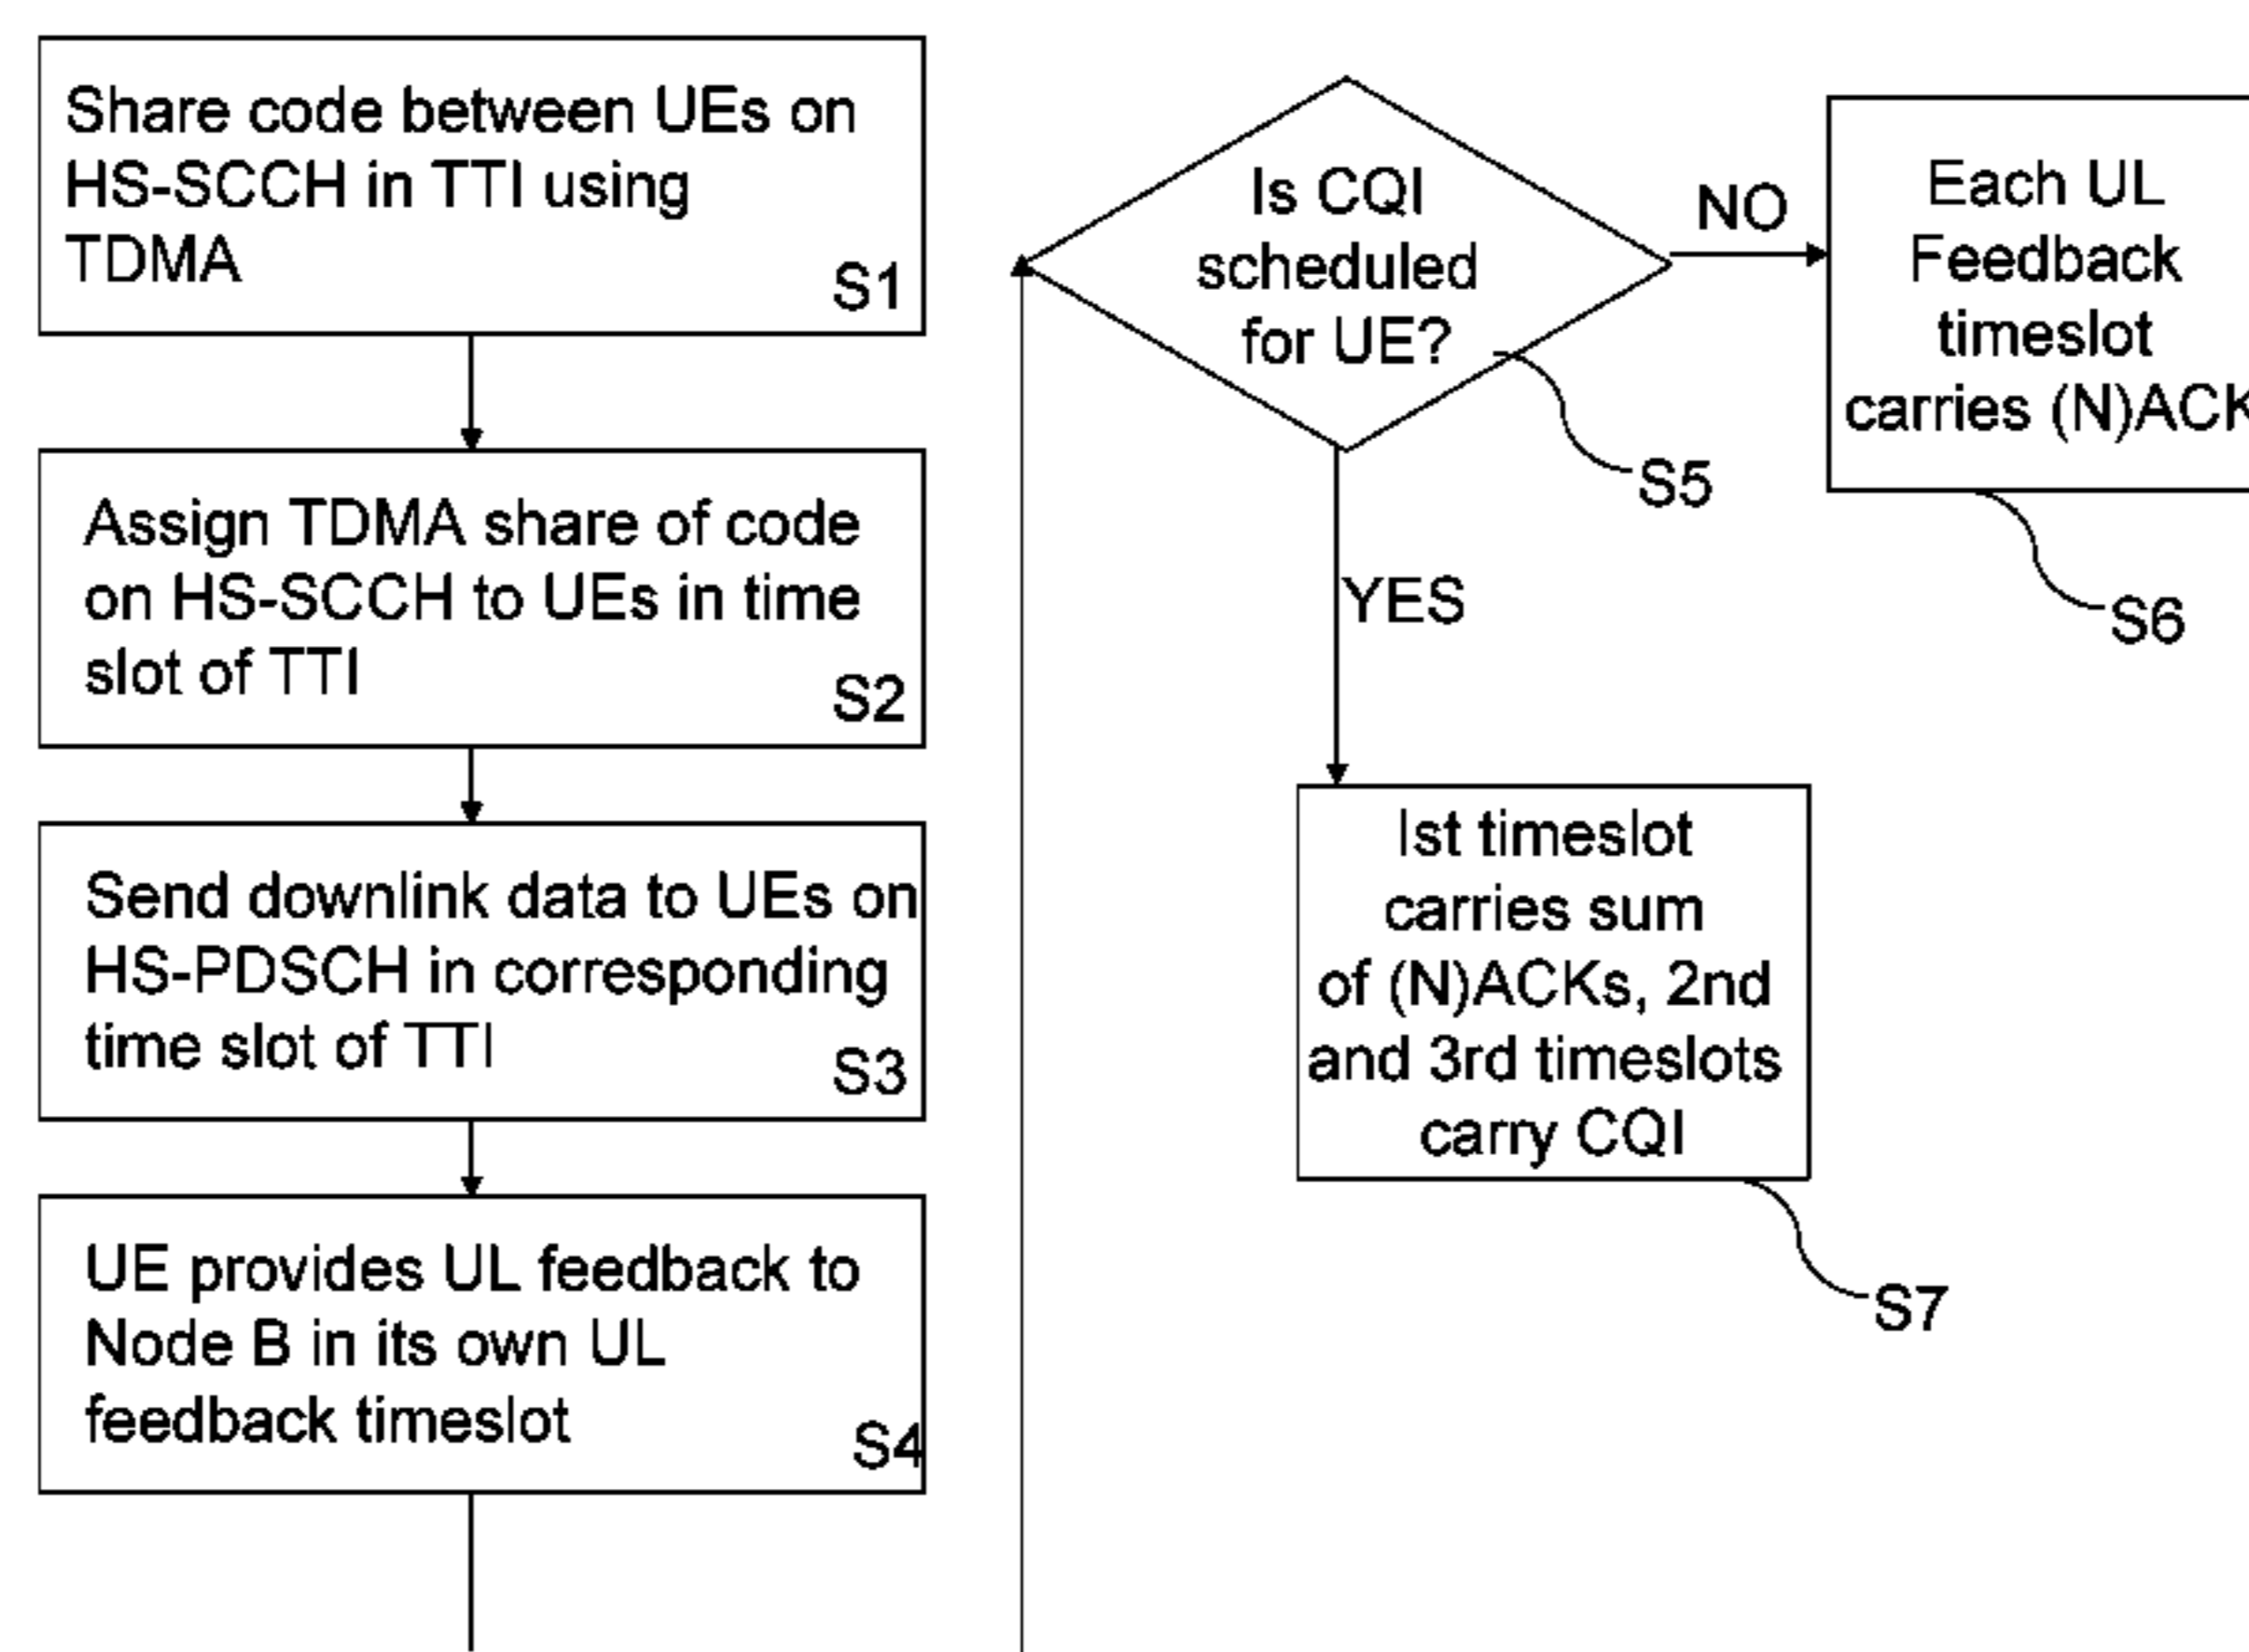 Share code between UEs on
HS-SCCH in TTI using
TDMA
S1
Assign TDMA share of code
on HS-SCCH to UEs in time
slot of TTI
S2
Send downlink data to UEs on
HS-PDSCH in corresponding
time slot of TTI
S3
UE provides UL feedback to
Node B in its own UL
feedback timeslot
S4
Is CQI
scheduled
for UE?
S5
NO
YES
Each UL
Feedback
timeslot
carries (N)ACK
S6
Ist timeslot
carries sum
of (N)ACKs, 2nd
and 3rd timeslots
carry CQI
S7